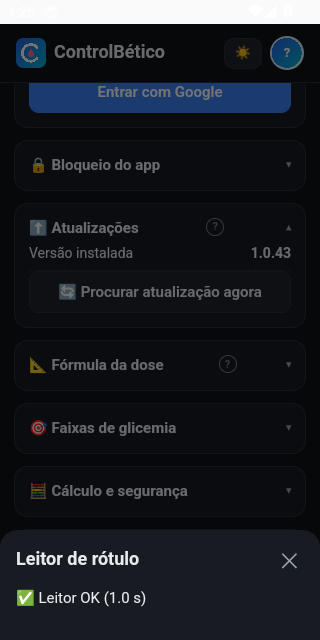 ControlBético
?
Entrar com Google
Bloqueio do app
Atualizações ?
Versão instalada 1.0.43
Procurar atualização agora
Fórmula da dose ?
Faixas de glicemia
Cálculo e segurança
Leitor de rótulo
Leitor OK (1.0 s)